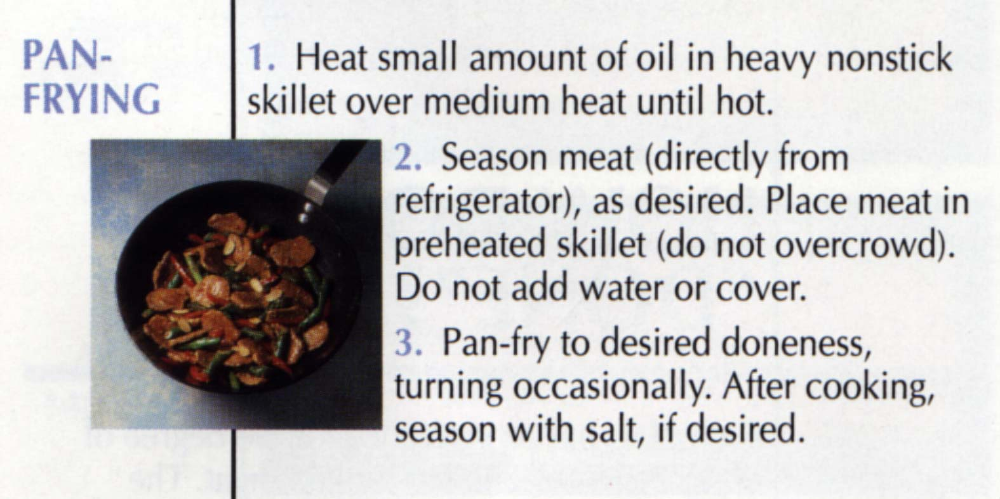 PAN-
FRYING
1. Heat small amount of oil in heavy nonstick
skillet over medium heat until hot.
2. Season meat (directly from
refrigerator), as desired. Place meat in
preheated skillet (do not overcrowd).
Do not add water or cover.
3. Pan-fry to desired doneness,
turning occasionally. After cooking,
season with salt, if desired.